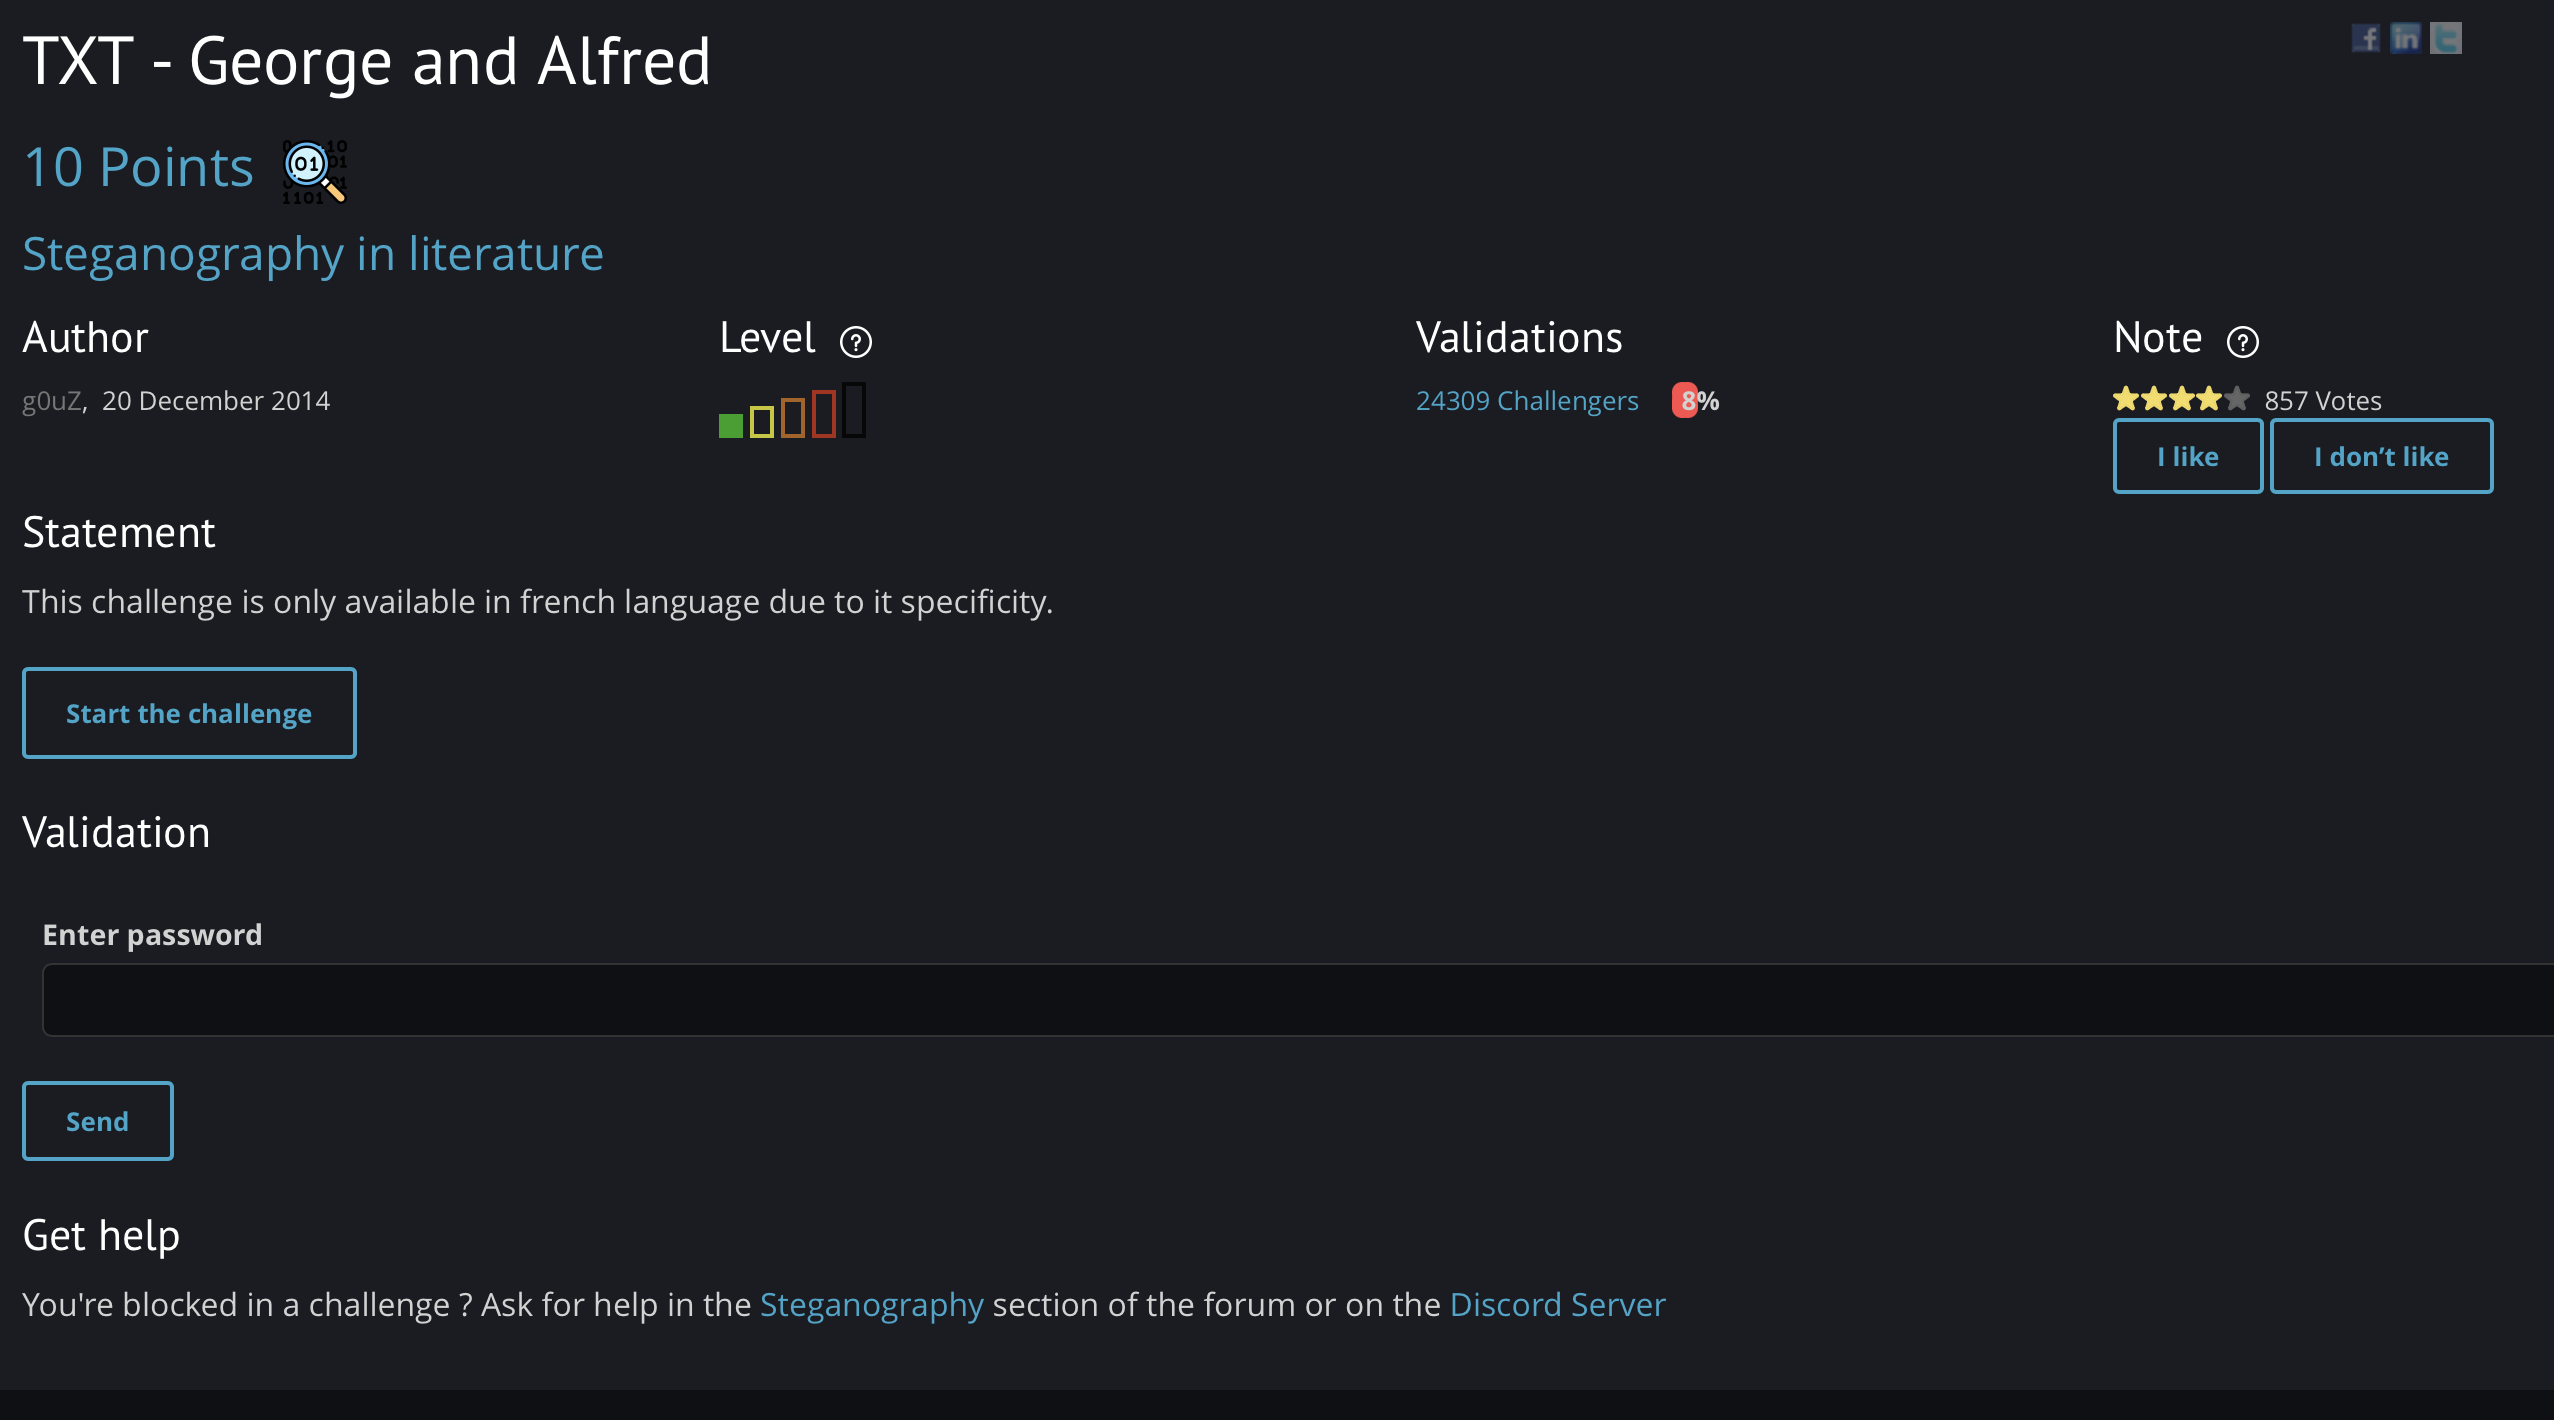 TXT - George and Alfred
10 Points
Steganography in literature
Author
g0uZ, 20 December 2014
Level ?
Validations
24309 Challengers 8%
Note ?
857 Votes
I like I don’t like
Statement
This challenge is only available in french language due to it specificity.
Start the challenge
Validation
Enter password
Send
Get help
You're blocked in a challenge ? Ask for help in the Steganography section of the forum or on the Discord Server